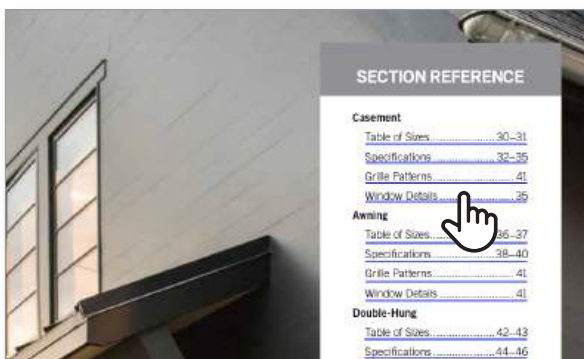 SECTION REFERENCE
Casement
Table of Sizes.....................30–31
Specifications.....................32–35
Grille Patterns..........................41
Window Details.......................35
Awning
Table of Sizes.....................36–37
Specifications.....................38–40
Grille Patterns..........................41
Window Details.......................41
Double-Hung
Table of Sizes.....................42–43
Specifications.....................44–46